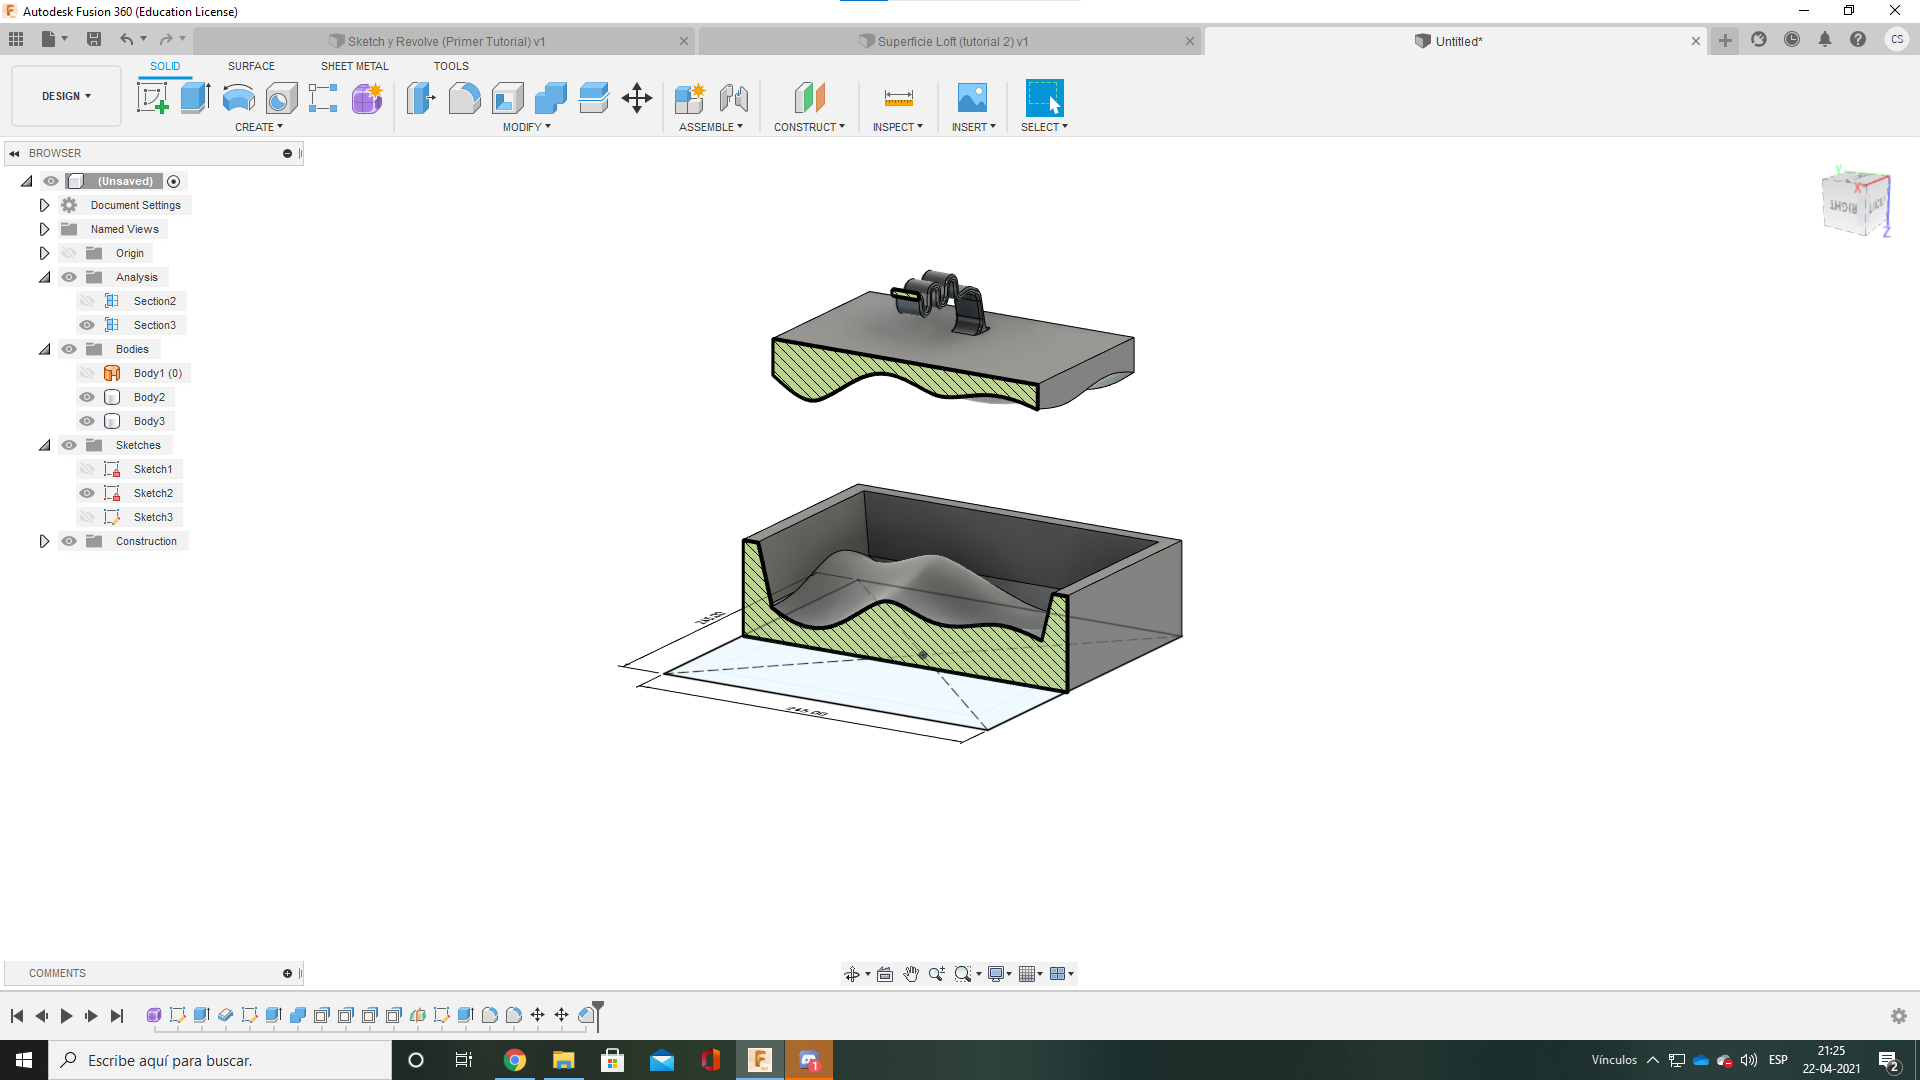 Autodesk Fusion 360 (Education License)
Sketch y Revolve (Primer Tutorial) v1
Superficie Loft (tutorial 2) v1
Untitled*
CS
SOLID
SURFACE
SHEET METAL
TOOLS
DESIGN
CREATE
MODIFY
ASSEMBLE
CONSTRUCT
INSPECT
INSERT
SELECT
BROWSER
(Unsaved)
Document Settings
Named Views
Origin
Analysis
Section2
Section3
Bodies
Body1 (0)
Body2
Body3
Sketches
Sketch1
Sketch2
Sketch3
Construction
Y
X
RIGHT
Z
COMMENTS
Escribe aquí para buscar.
1
Vínculos
ESP
21:25
22-04-2021
2